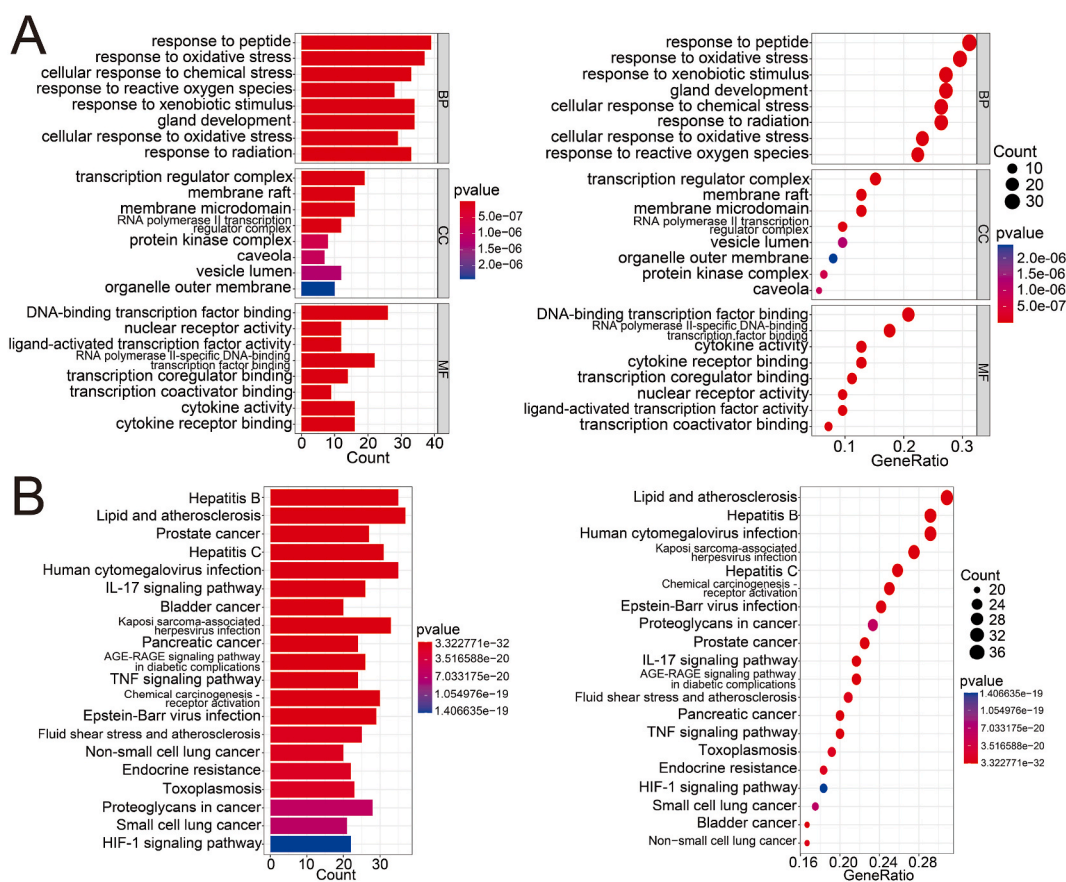 A
response to peptide
response to oxidative stress
cellular response to chemical stress
response to reactive oxygen species
response to xenobiotic stimulus
gland development
cellular response to oxidative stress
response to radiation
BP
transcription regulator complex
membrane raft
membrane microdomain
RNA polymerase II transcription
regulator complex
protein kinase complex
caveola
vesicle lumen
organelle outer membrane
CC
DNA-binding transcription factor binding
nuclear receptor activity
ligand-activated transcription factor activity
RNA polymerase II-specific DNA-binding
transcription factor binding
transcription coregulator binding
transcription coactivator binding
cytokine activity
cytokine receptor binding
MF
0 10 20 30 40
Count
pvalue
5.0e-07
1.0e-06
1.5e-06
2.0e-06
response to peptide
response to oxidative stress
response to xenobiotic stimulus
gland development
cellular response to chemical stress
response to radiation
cellular response to oxidative stress
response to reactive oxygen species
BP
transcription regulator complex
membrane raft
membrane microdomain
RNA polymerase II transcription
regulator complex
vesicle lumen
organelle outer membrane
protein kinase complex
caveola
CC
DNA-binding transcription factor binding
RNA polymerase II-specific DNA-binding
transcription factor binding
cytokine activity
cytokine receptor binding
transcription coregulator binding
nuclear receptor activity
ligand-activated transcription factor activity
transcription coactivator binding
MF
0.1 0.2 0.3
GeneRatio
Count
10
20
30
pvalue
2.0e-06
1.5e-06
1.0e-06
5.0e-07
B
Hepatitis B
Lipid and atherosclerosis
Prostate cancer
Hepatitis C
Human cytomegalovirus infection
IL-17 signaling pathway
Bladder cancer
Kaposi sarcoma-associated
herpesvirus infection
Pancreatic cancer
AGE-RAGE signaling pathway
in diabetic complications
TNF signaling pathway
Chemical carcinogenesis -
receptor activation
Epstein-Barr virus infection
Fluid shear stress and atherosclerosis
Non-small cell lung cancer
Endocrine resistance
Toxoplasmosis
Proteoglycans in cancer
Small cell lung cancer
HIF-1 signaling pathway
0 10 20 30
Count
pvalue
3.322771e-32
3.516588e-20
7.033175e-20
1.054976e-19
1.406635e-19
Lipid and atherosclerosis
Hepatitis B
Human cytomegalovirus infection
Kaposi sarcoma-associated
herpesvirus infection
Hepatitis C
Chemical carcinogenesis -
receptor activation
Epstein-Barr virus infection
Proteoglycans in cancer
Prostate cancer
IL-17 signaling pathway
AGE-RAGE signaling pathway
in diabetic complications
Fluid shear stress and atherosclerosis
Pancreatic cancer
TNF signaling pathway
Toxoplasmosis
Endocrine resistance
HIF-1 signaling pathway
Small cell lung cancer
Bladder cancer
Non−small cell lung cancer
0.16 0.20 0.24 0.28
GeneRatio
Count
20
24
28
32
36
pvalue
1.406635e-19
1.054976e-19
7.033175e-20
3.516588e-20
3.322771e-32